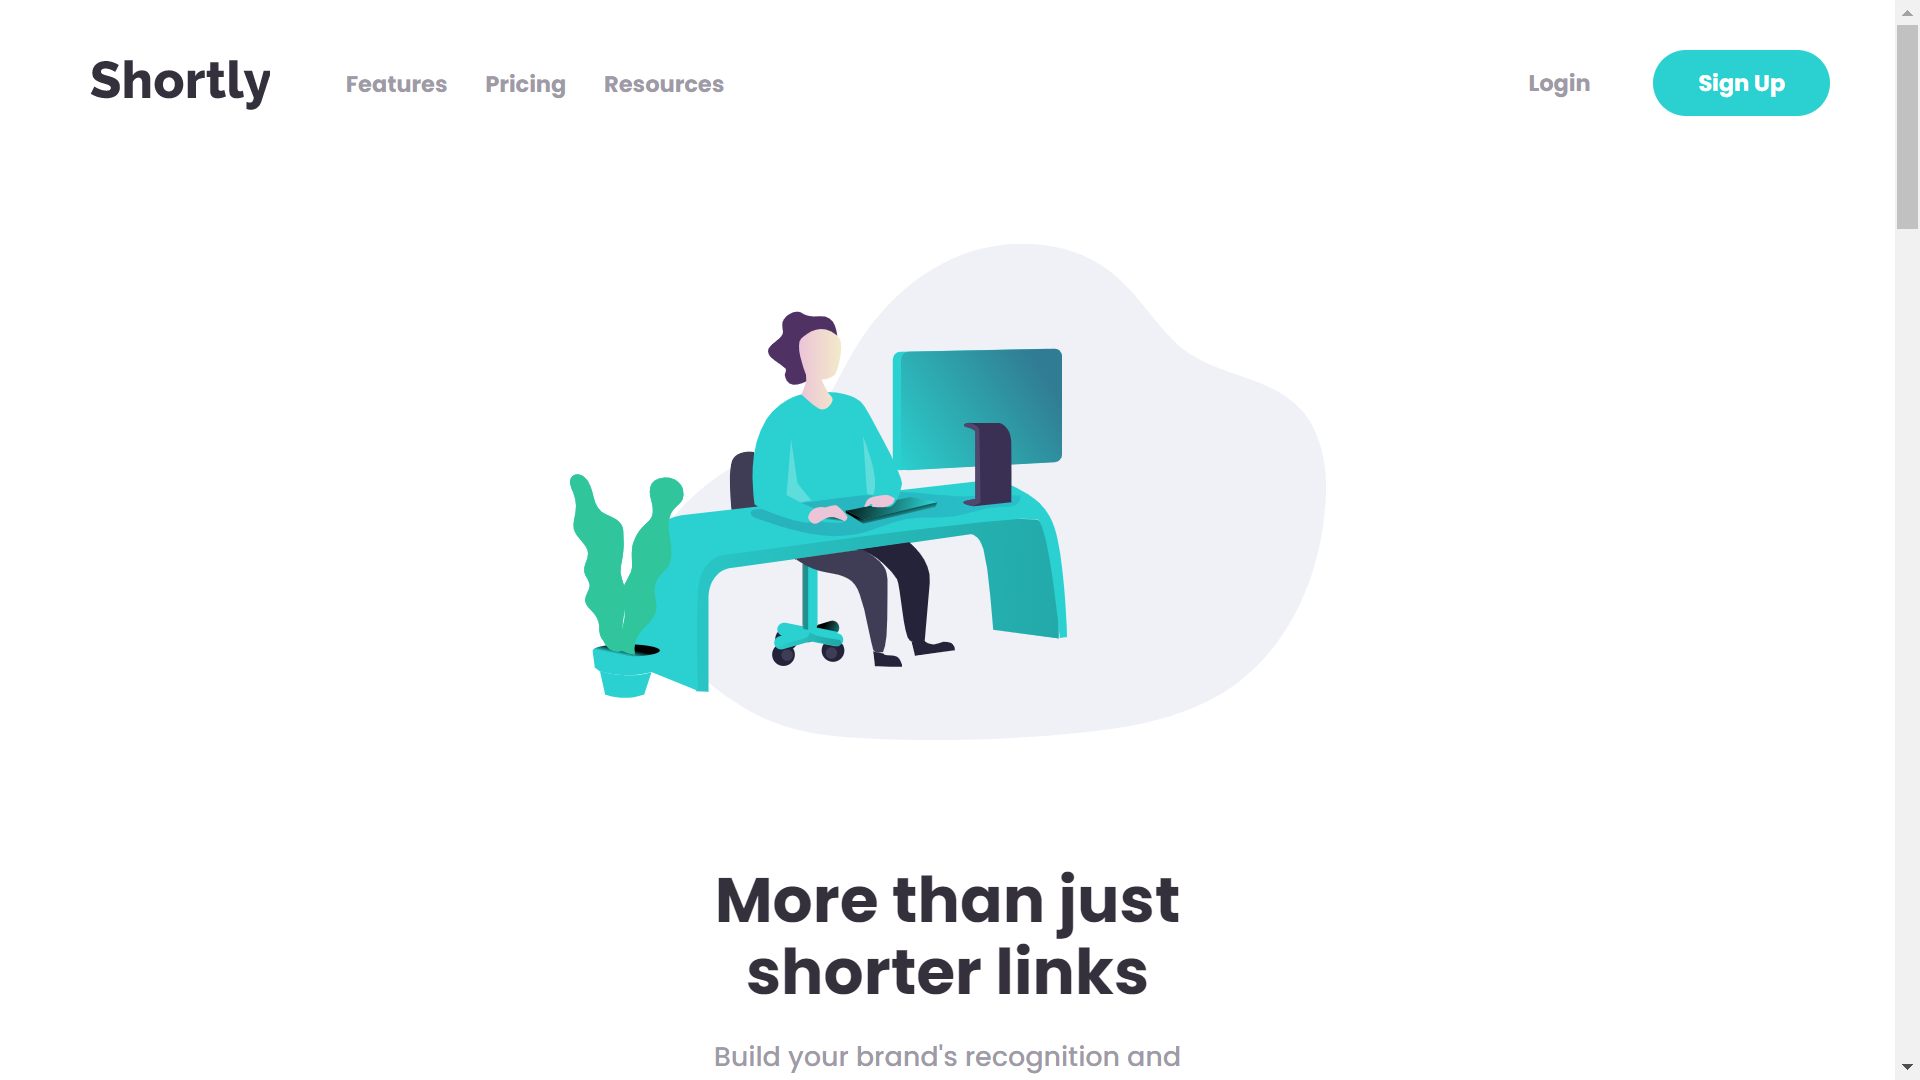 Shortly
Features Pricing Resources
Login
Sign Up
More than just
shorter links
Build your brand's recognition and